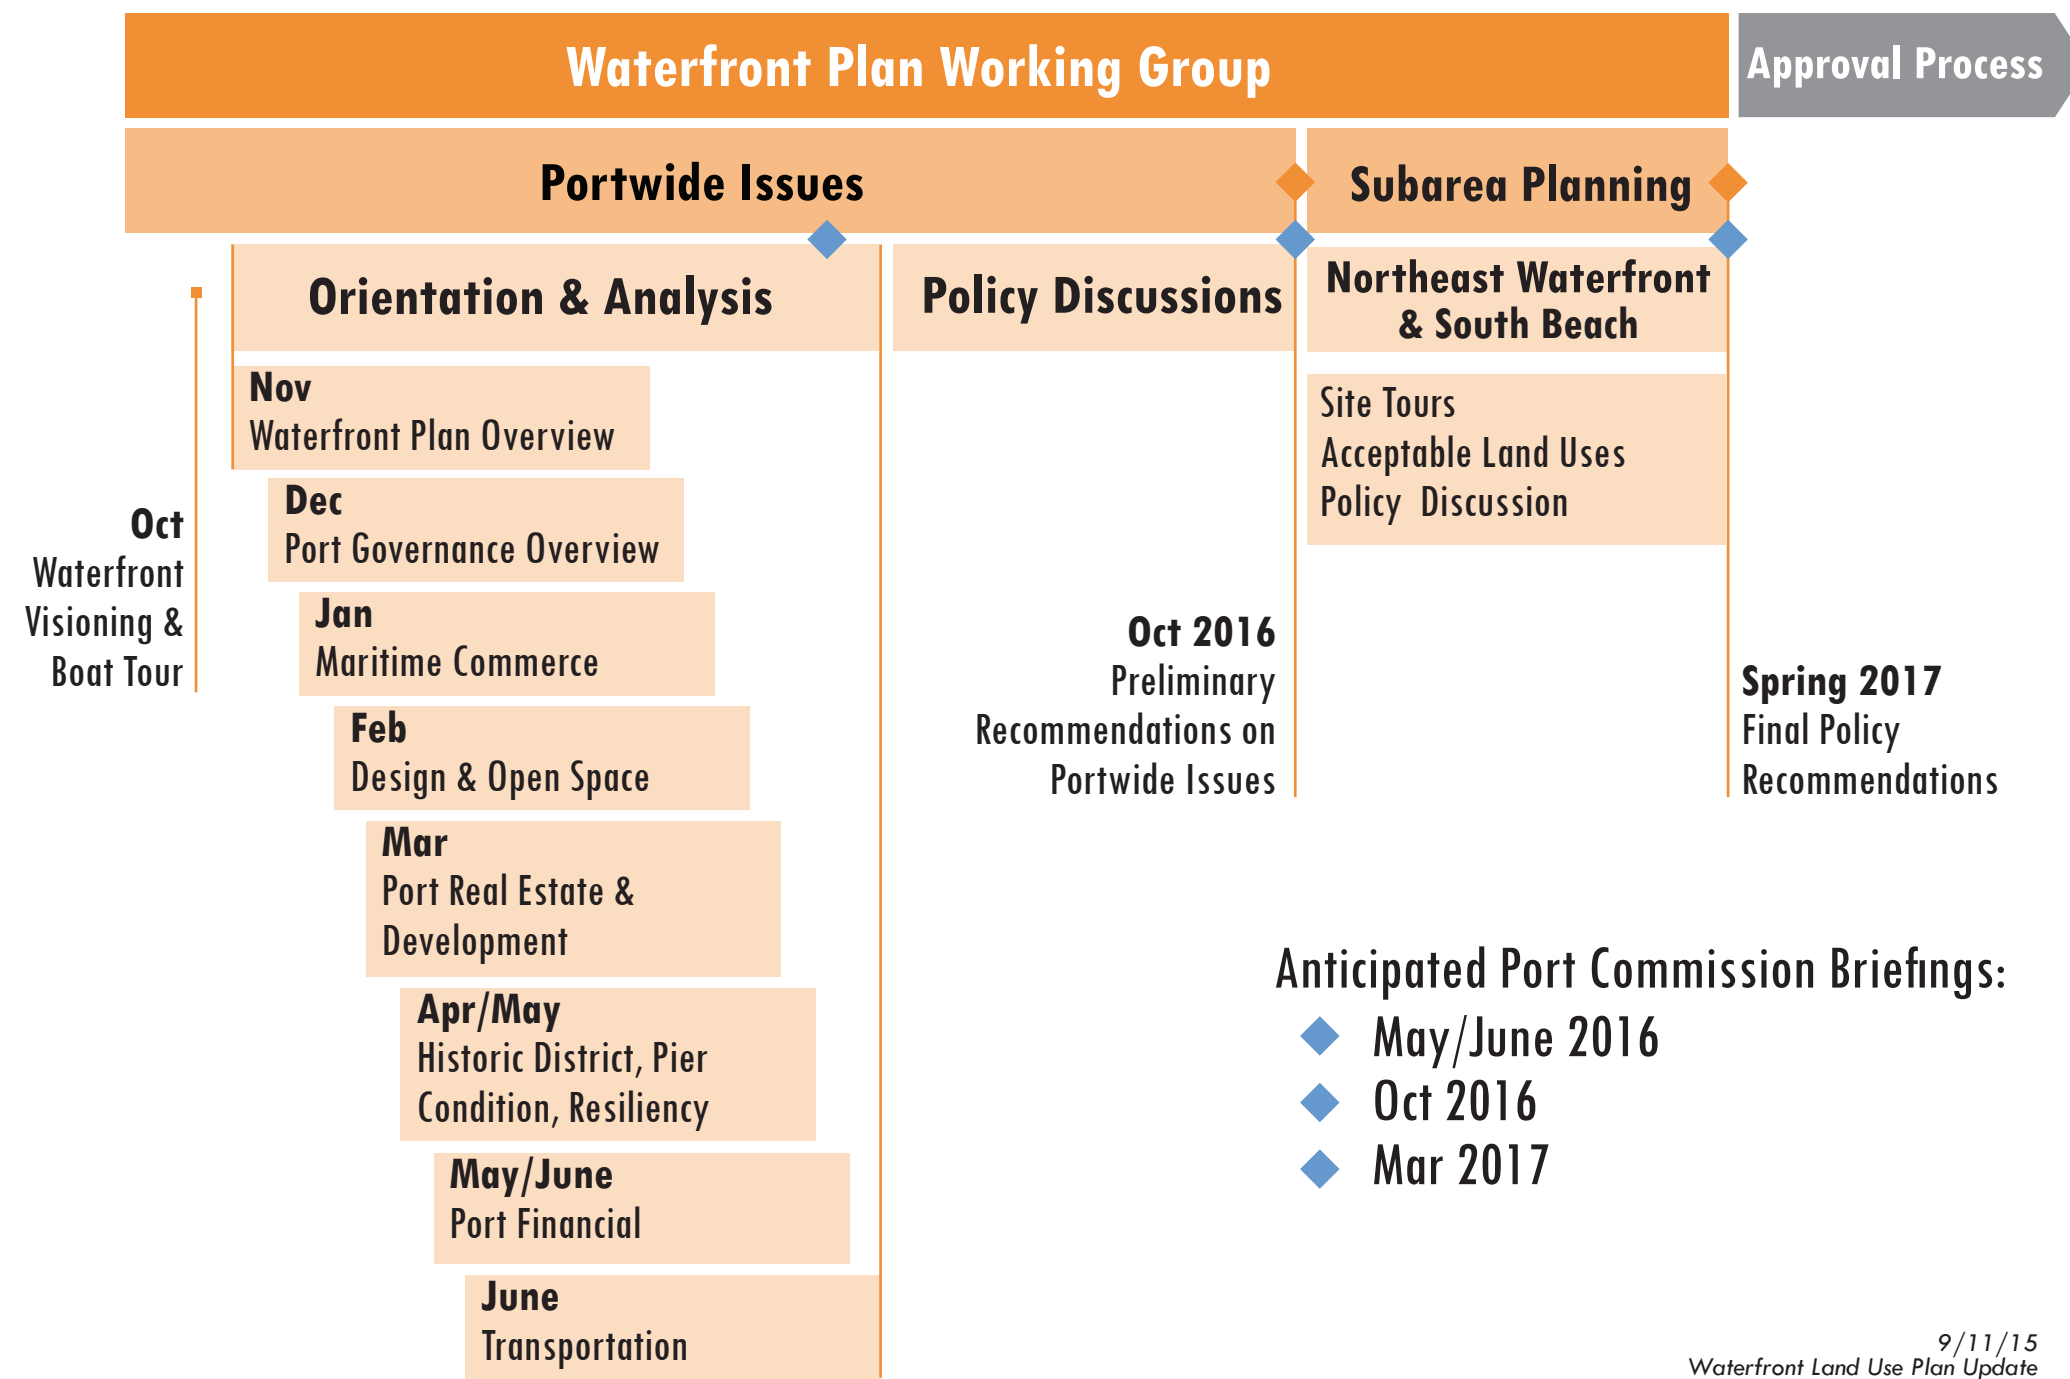 Waterfront Plan Working Group
Approval Process
Portwide Issues
Subarea Planning
Orientation & Analysis
Policy Discussions
Northeast Waterfront
& South Beach
Oct
Waterfront
Visioning &
Boat Tour
Nov
Waterfront Plan Overview
Dec
Port Governance Overview
Jan
Maritime Commerce
Feb
Design & Open Space
Mar
Port Real Estate &
Development
Apr/May
Historic District, Pier
Condition, Resiliency
May/June
Port Financial
June
Transportation
Oct 2016
Preliminary
Recommendations on
Portwide Issues
Site Tours
Acceptable Land Uses
Policy Discussion
Spring 2017
Final Policy
Recommendations
Anticipated Port Commission Briefings:
May/June 2016
Oct 2016
Mar 2017
9/11/15
Waterfront Land Use Plan Update